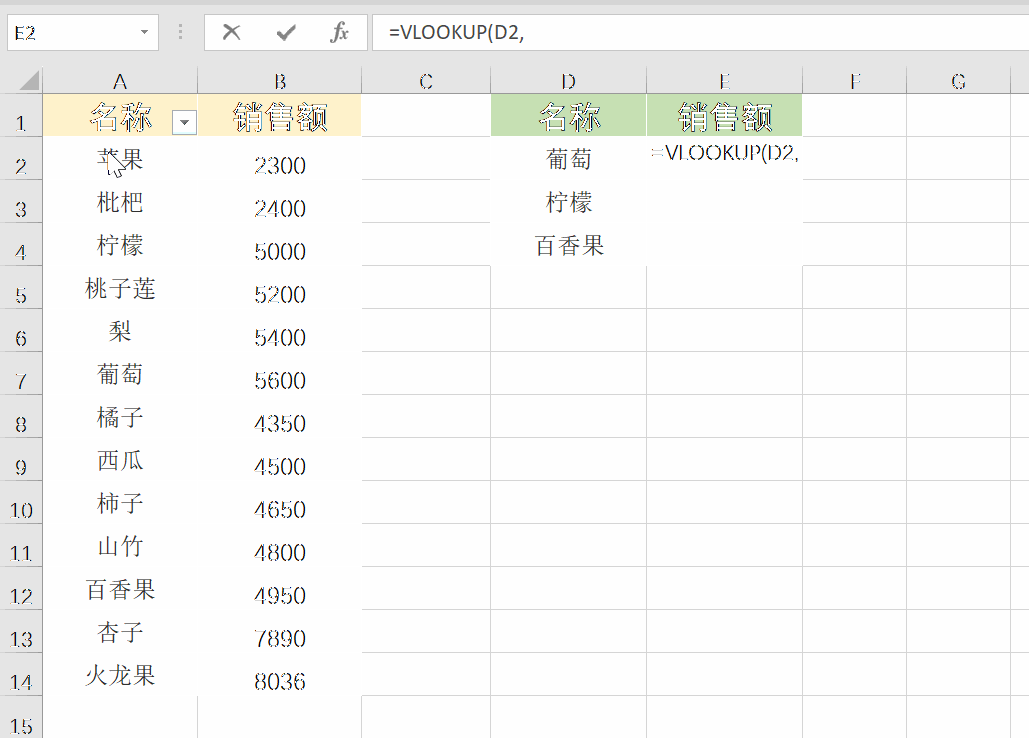 E2 fx =VLOOKUP(D2,
A B C D E F G
1 名称 销售额 名称 销售额
2 苹果 2300 葡萄 =VLOOKUP(D2,
3 枇杷 2400 柠檬
4 柠檬 5000 百香果
5 桃子莲 5200
6 梨 5400
7 葡萄 5600
8 橘子 4350
9 西瓜 4500
10 柿子 4650
11 山竹 4800
12 百香果 4950
13 杏子 7890
14 火龙果 8036
15